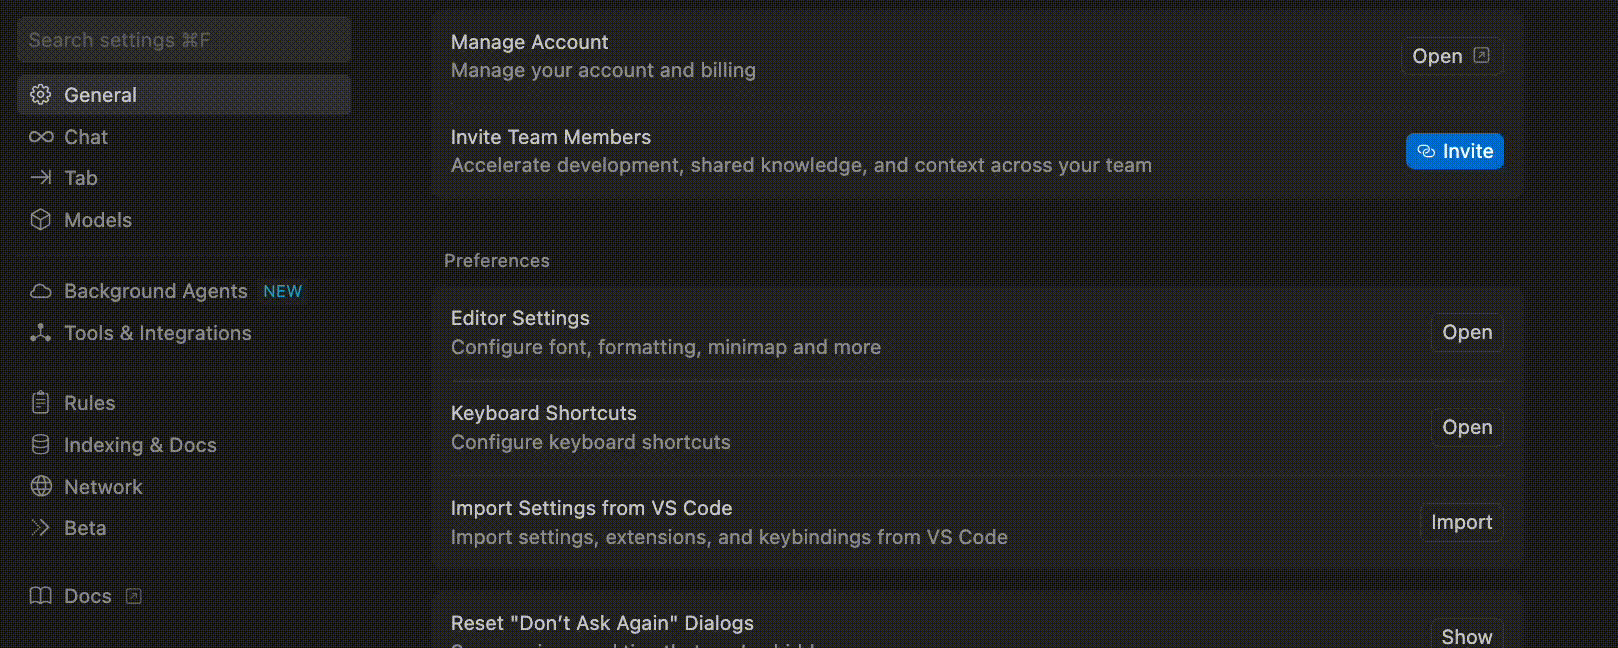 Search settings ⌘F
General
Chat
Tab
Models
Background Agents NEW
Tools & Integrations
Rules
Indexing & Docs
Network
Beta
Docs
Manage Account
Manage your account and billing
Open
Invite Team Members
Accelerate development, shared knowledge, and context across your team
Invite
Preferences
Editor Settings
Configure font, formatting, minimap and more
Open
Keyboard Shortcuts
Configure keyboard shortcuts
Open
Import Settings from VS Code
Import settings, extensions, and keybindings from VS Code
Import
Reset "Don’t Ask Again" Dialogs
Show